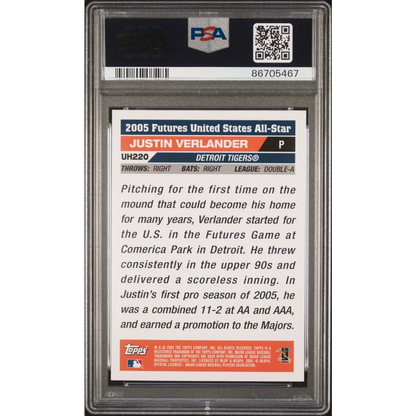 PSA
86705467
2005 Futures United States All-Star
JUSTIN VERLANDER P
UH220 DETROIT TIGERS®
THROWS: RIGHT BATS: RIGHT LEAGUE: DOUBLE-A
Pitching for the first time on the
mound that could become his home
for many years, Verlander started for
the U.S. in the Futures Game at
Comerica Park in Detroit. He threw
consistently in the upper 90s and
delivered a scoreless inning. In
Justin's first pro season of 2005, he
was a combined 11-2 at AA and AAA,
and earned a promotion to the Majors.
Topps